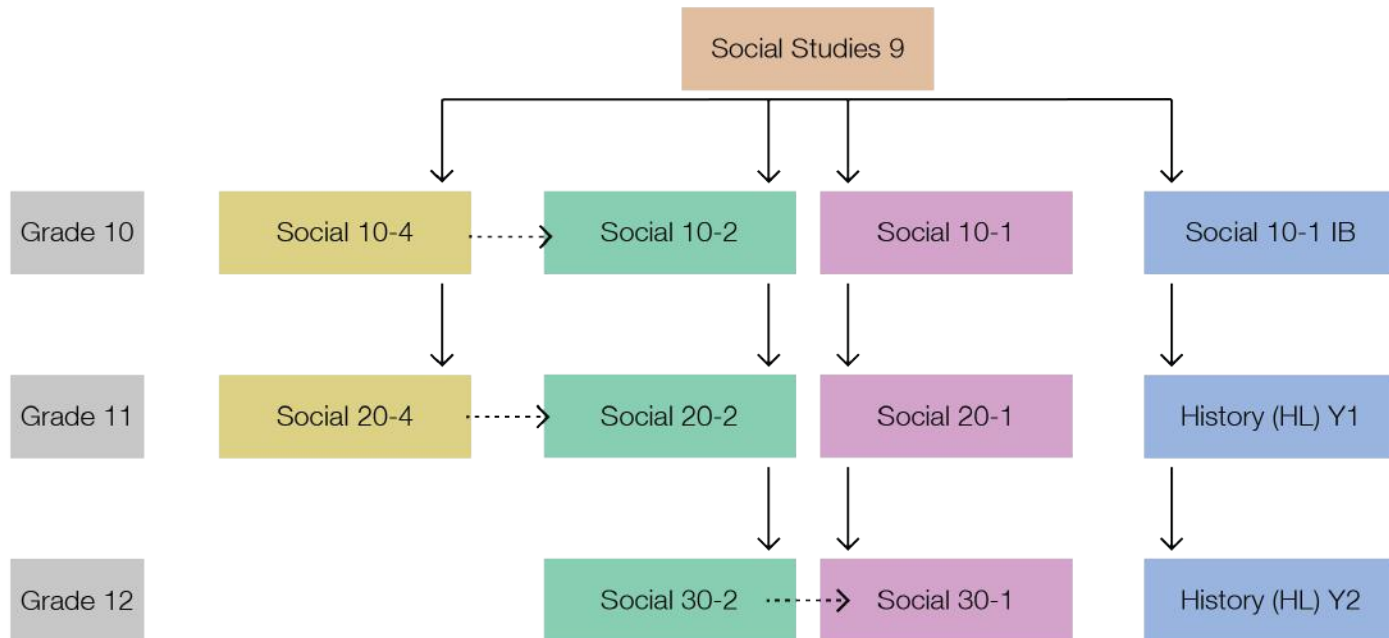 Social Studies 9
Grade 10
Social 10-4
Social 10-2
Social 10-1
Social 10-1 IB
Grade 11
Social 20-4
Social 20-2
Social 20-1
History (HL) Y1
Grade 12
Social 30-2
Social 30-1
History (HL) Y2